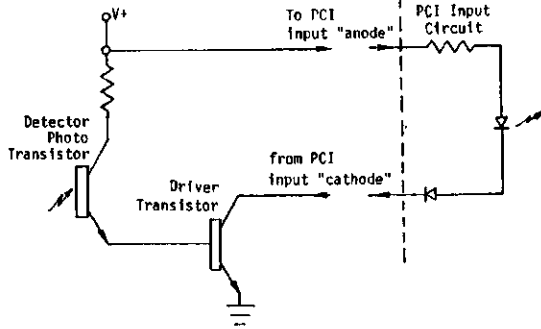 V+
To PCI
input "anode"
PCI Input
Circuit
Detector
Photo
Transistor
Driver
Transistor
from PCI
input "cathode"